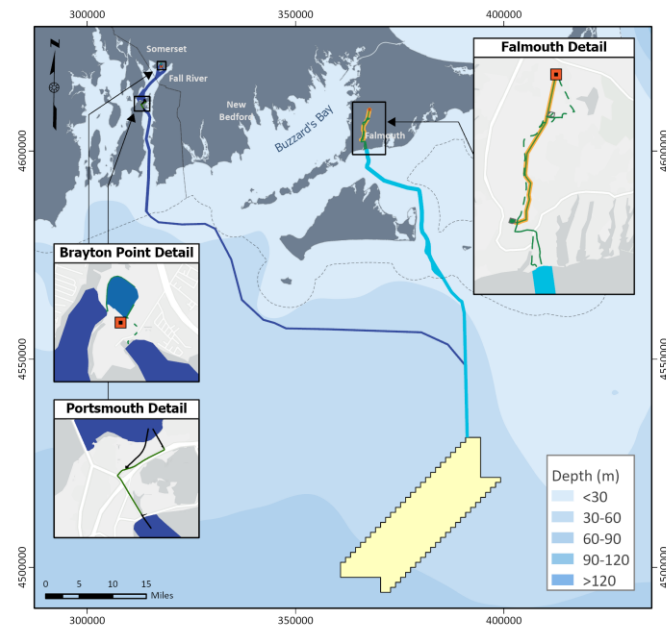 300000
350000
400000
Somerset
Fall River
New
Bedford
Buzzard's Bay
Falmouth
Falmouth Detail
4600000
4600000
Brayton Point Detail
4550000
4550000
Portsmouth Detail
Depth (m)
<30
30-60
60-90
90-120
>120
4500000
4500000
N
0 5 10 15
Miles
300000
350000
400000